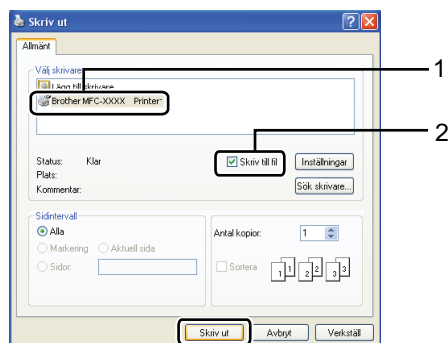 Skriv ut
Allmänt
Välj skrivare
Lägg till skrivare
Brother MFC-XXXX Printer
1
2
Status: Klar
Skriv till fil
Inställningar
Plats:
Kommentar:
Sök skrivare...
Sidintervall
Alla
Antal kopior: 1
Markering Aktuell sida
Sidor:
Sortera
1 1 2 2 3 3
Skriv ut Avbryt Verkställ